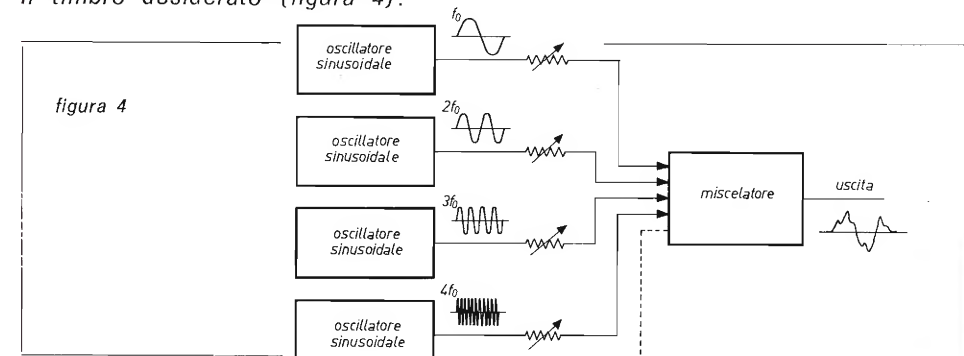 il timbro desiderato (figura 4).
f0
oscillatore
sinusoidale
figura 4
2f0
oscillatore
sinusoidale
miscelatore
uscita
3f0
oscillatore
sinusoidale
4f0
oscillatore
sinusoidale